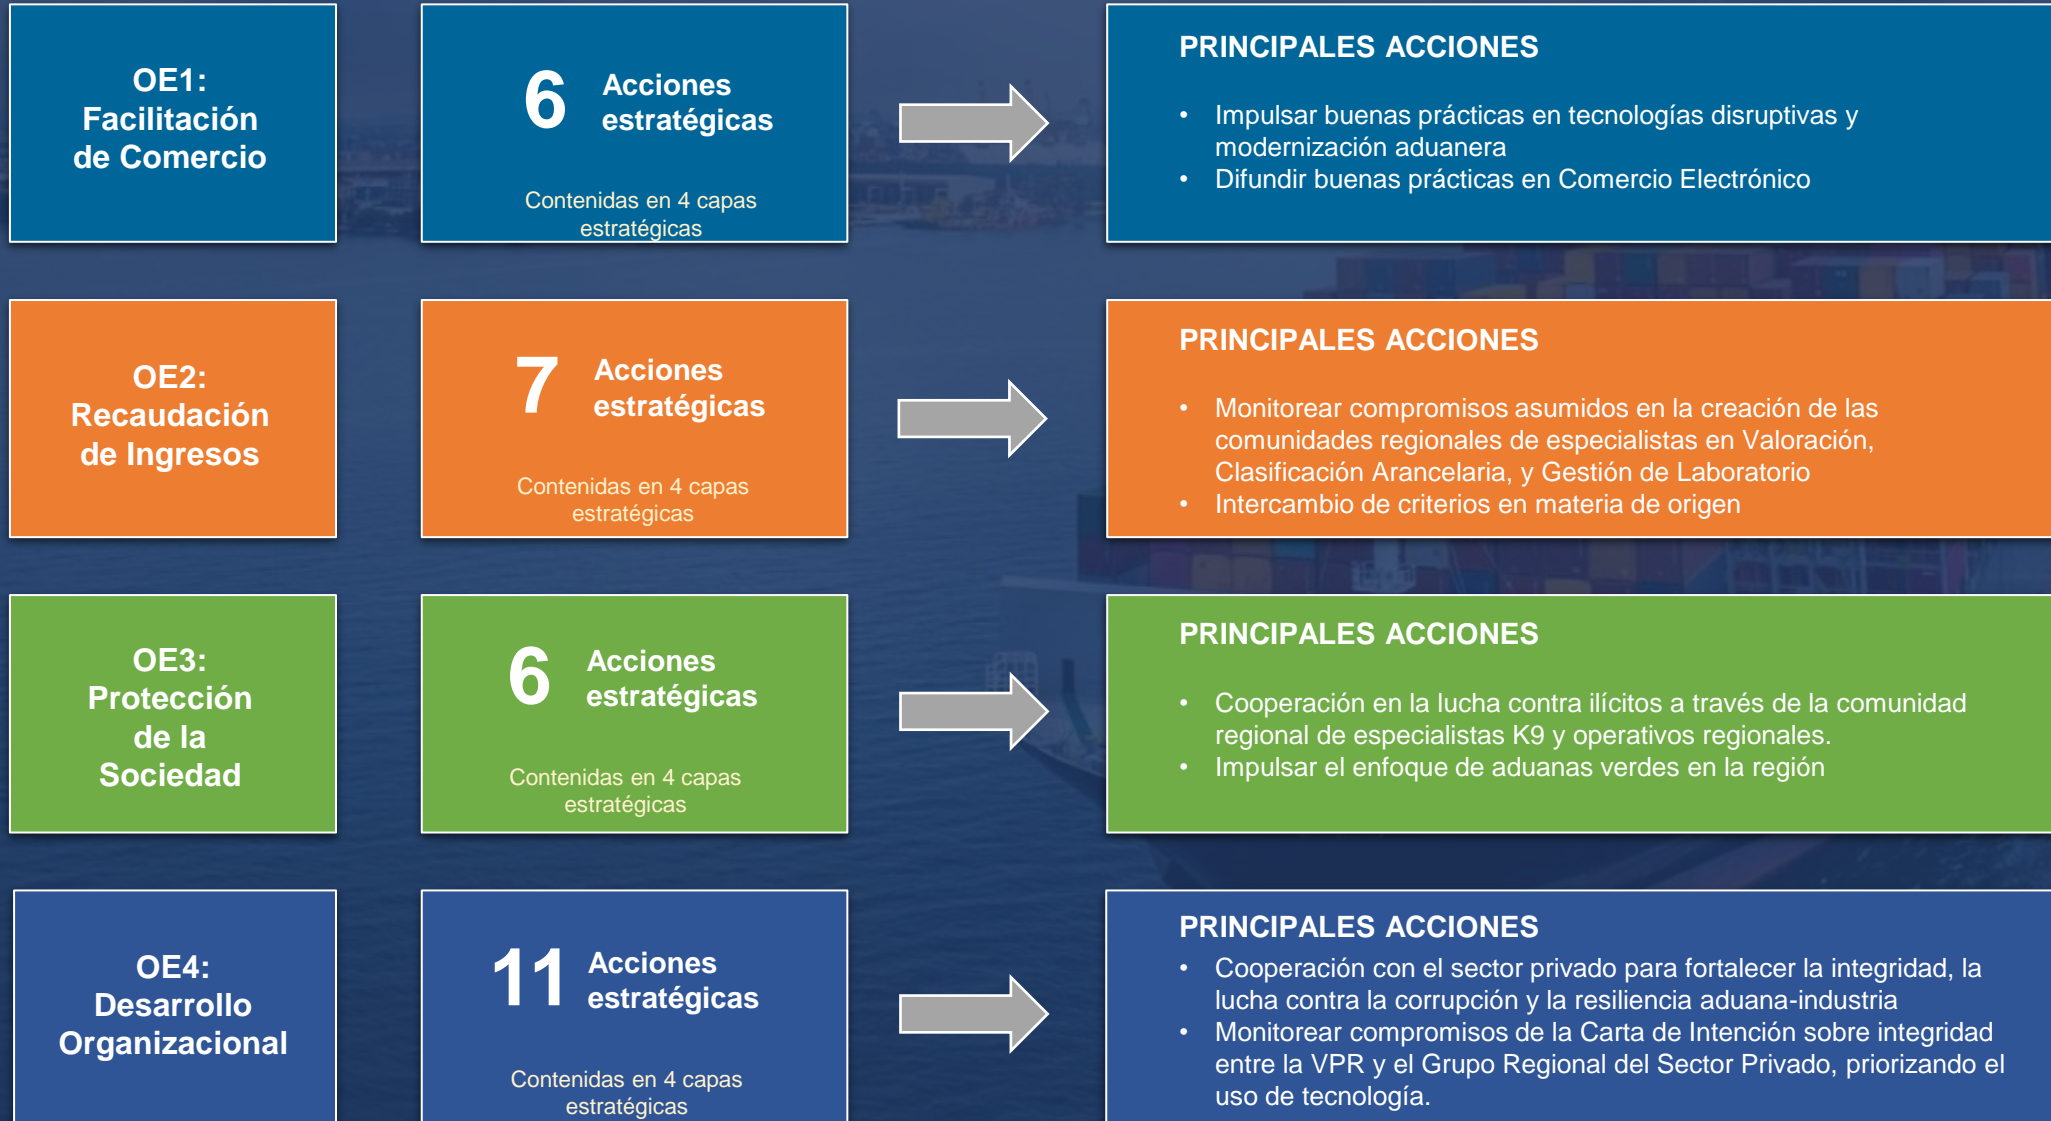 OE1:
Facilitación
de Comercio
6 Acciones
estratégicas
Contenidas en 4 capas
estratégicas
PRINCIPALES ACCIONES
• Impulsar buenas prácticas en tecnologías disruptivas y
modernización aduanera
• Difundir buenas prácticas en Comercio Electrónico
OE2:
Recaudación
de Ingresos
7 Acciones
estratégicas
Contenidas en 4 capas
estratégicas
PRINCIPALES ACCIONES
• Monitorear compromisos asumidos en la creación de las
comunidades regionales de especialistas en Valoración,
Clasificación Arancelaria, y Gestión de Laboratorio
• Intercambio de criterios en materia de origen
OE3:
Protección
de la
Sociedad
6 Acciones
estratégicas
Contenidas en 4 capas
estratégicas
PRINCIPALES ACCIONES
• Cooperación en la lucha contra ilícitos a través de la comunidad
regional de especialistas K9 y operativos regionales.
• Impulsar el enfoque de aduanas verdes en la región
OE4:
Desarrollo
Organizacional
11 Acciones
estratégicas
Contenidas en 4 capas
estratégicas
PRINCIPALES ACCIONES
• Cooperación con el sector privado para fortalecer la integridad, la
lucha contra la corrupción y la resiliencia aduana-industria
• Monitorear compromisos de la Carta de Intención sobre integridad
entre la VPR y el Grupo Regional del Sector Privado, priorizando el
uso de tecnología.